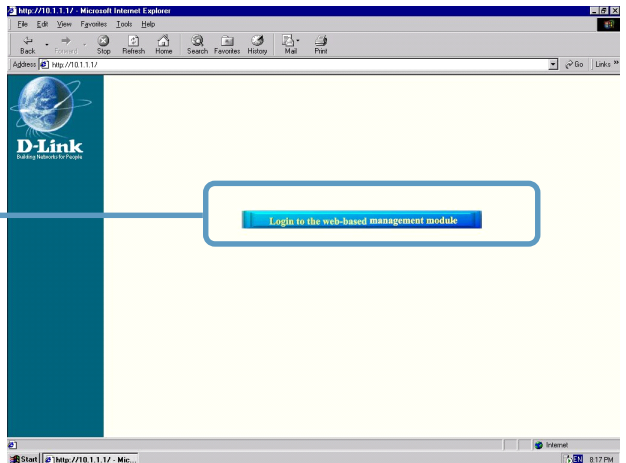 http://10.1.1.1/ - Microsoft Internet Explorer
File Edit View Favorites Tools Help
Back Forward Stop Refresh Home Search Favorites History Mail Print
Address http://10.1.1.1/ Go Links »
D-Link
Building Networks for People
Login to the web-based management module
Internet
Start http://10.1.1.1/ - Mic... EN 8:17 PM